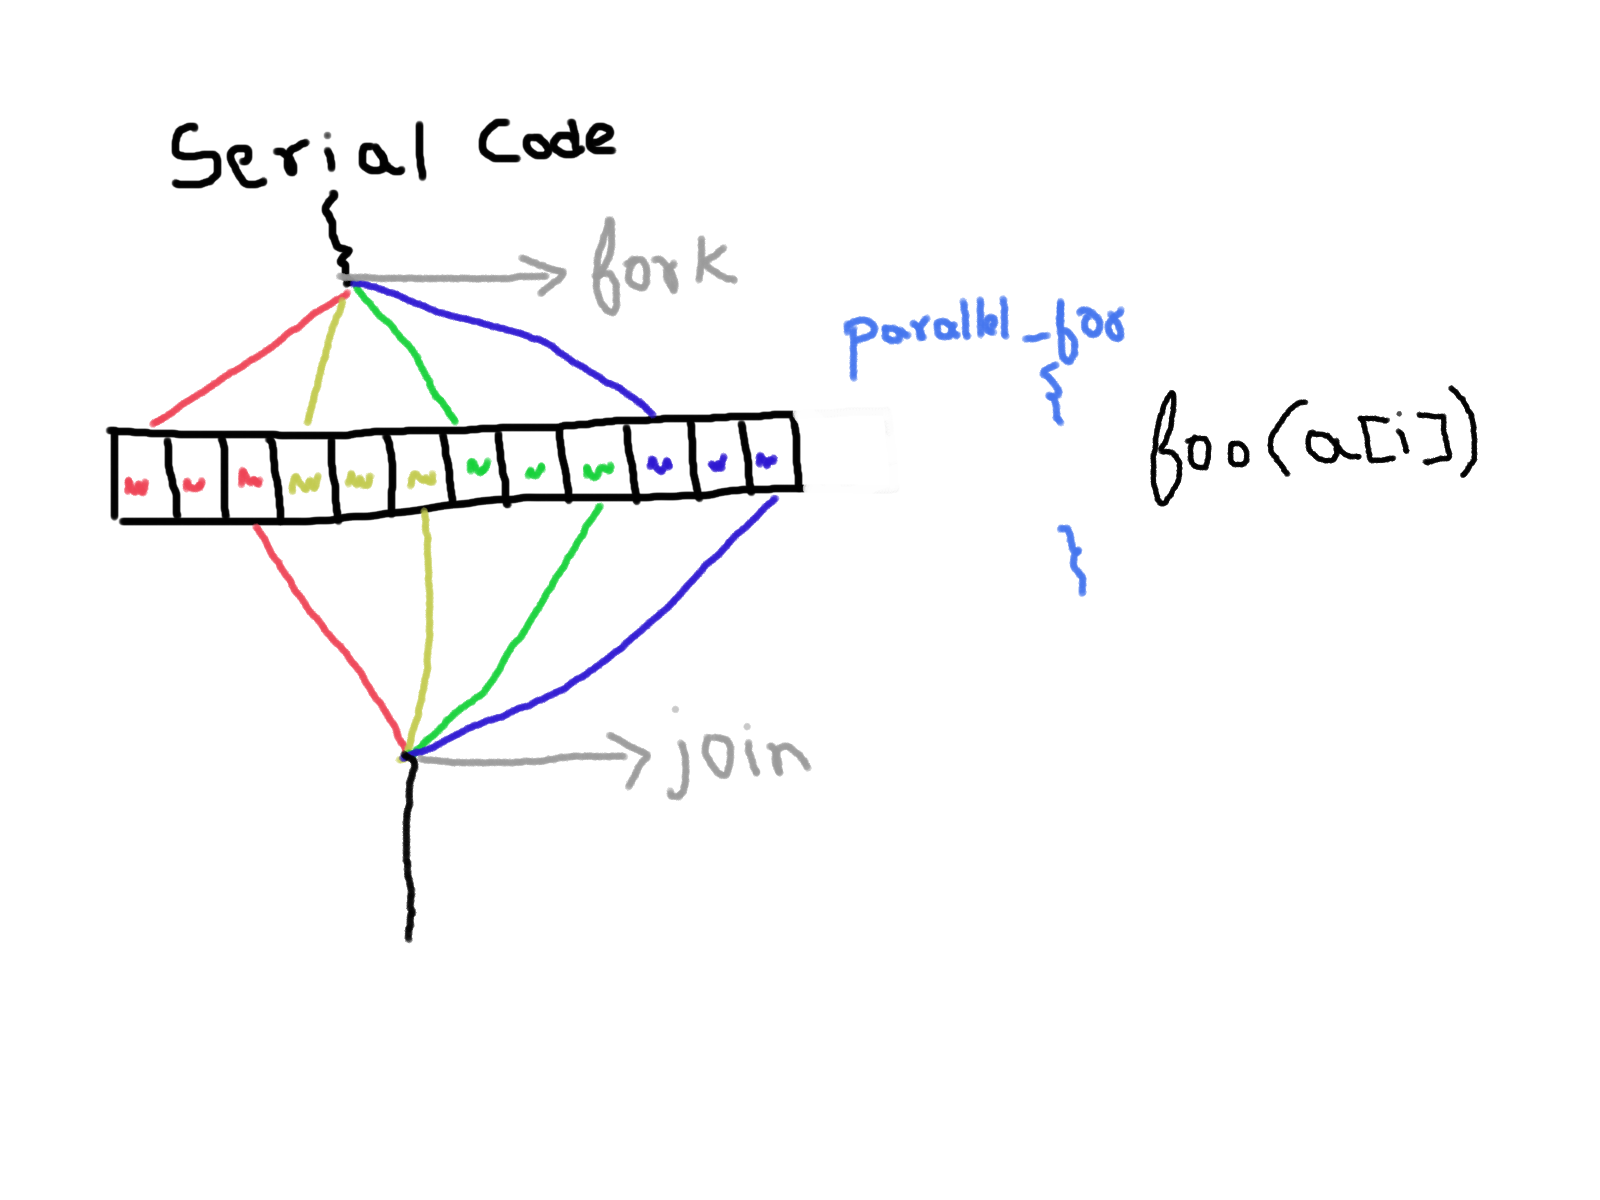 Serial Code
fork
parallel_for
{
foo(a[i])
}
join